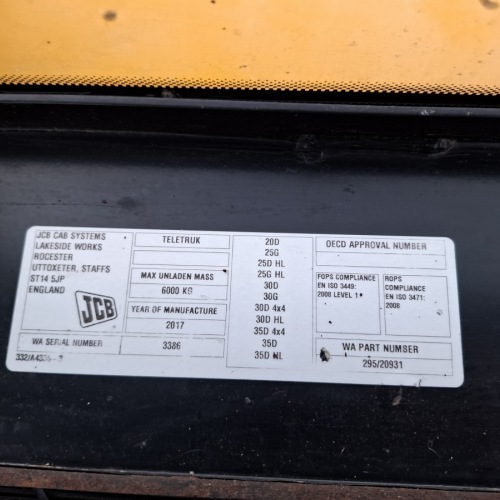 JCB CAB SYSTEMS
LAKESIDE WORKS
ROCESTER
UTTOXETER, STAFFS
ST14 5JP
ENGLAND
JCB
WA SERIAL NUMBER
TELETRUK
MAX UNLADEN MASS
6000 KG
YEAR OF MANUFACTURE
2017
3386
20D
25G
25D HL
25G HL
30D
30G
30D 4x4
30D HL
35D 4x4
35D
35D HL
OECD APPROVAL NUMBER
FOPS COMPLIANCE
EN ISO 3449:
2008 LEVEL 1
ROPS
COMPLIANCE
EN ISO 3471:
2008
WA PART NUMBER
295/20931